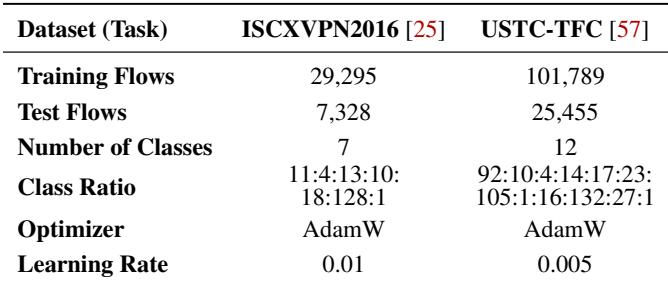 Dataset (Task) ISCXVPN2016 [25] USTC-TFC [57]
Training Flows 29,295 101,789
Test Flows 7,328 25,455
Number of Classes 7 12
Class Ratio 11:4:13:10: 18:128:1 92:10:4:14:17:23: 105:1:16:132:27:1
Optimizer AdamW AdamW
Learning Rate 0.01 0.005